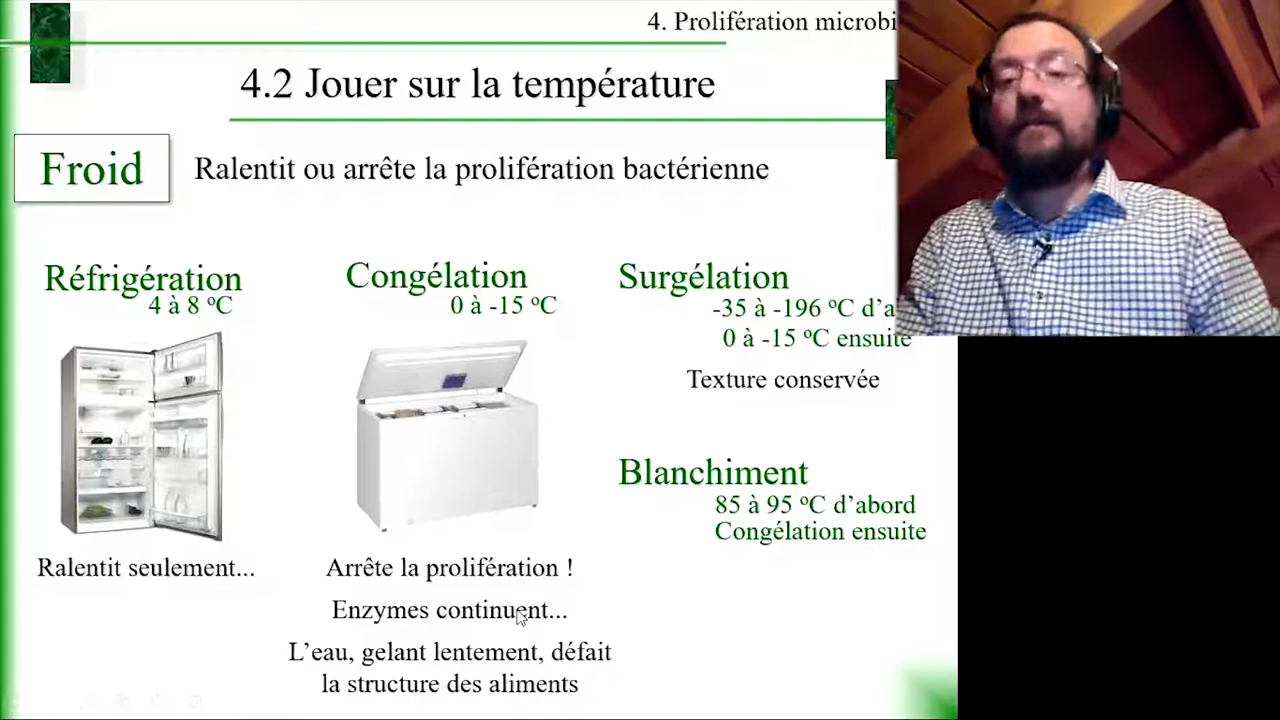 4. Prolifération microbi
4.2 Jouer sur la température
Froid
Ralentit ou arrête la prolifération bactérienne
Réfrigération
4 à 8 ºC
Ralentit seulement...
Congélation
0 à -15 ºC
Arrête la prolifération !
Enzymes continuent...
L’eau, gelant lentement, défait
la structure des aliments
Surgélation
-35 à -196 ºC
0 à -15 ºC ensuite
Texture conservée
Blanchiment
85 à 95 ºC d’abord
Congélation ensuite